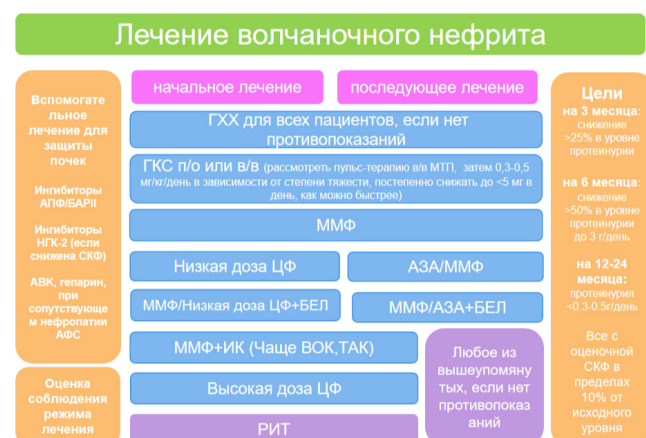 Лечение волчаночного нефрита
Вспомогате
льное
лечение для
защиты
почек
Ингибиторы
АПФ/БАРII
Ингибиторы
НГК-2 (если
снижена СКФ)
АВК, гепарин,
при
сопутствующе
м нефропатии
АФС
Оценка
соблюдения
режима
лечения
начальное лечение
последующее лечение
ГХХ для всех пациентов, если нет
противопоказаний
ГКС п/о или в/в (рассмотреть пульс-терапию в/в МТП, затем 0,3-0,5
мг/кг/день в зависимости от степени тяжести, постепенно снижать до <5 мг в
день, как можно быстрее)
ММФ
Низкая доза ЦФ
АЗА/ММФ
ММФ/Низкая доза ЦФ+БЕЛ
ММФ/АЗА+БЕЛ
ММФ+ИК (Чаще ВОК,ТАК)
Высокая доза ЦФ
РИТ
Любое из
вышеупомяну
тых, если нет
противопоказ
аний
Цели
на 3 месяца:
снижение
>25% в уровне
протеинурии
на 6 месяца:
снижение
>50% в уровне
протеинурии
до 3 г/день
на 12-24
месяца:
протеинурия
<0.3-0.5г/день
Все с
оценочной
СКФ в
пределах
10% от
исходного
уровня